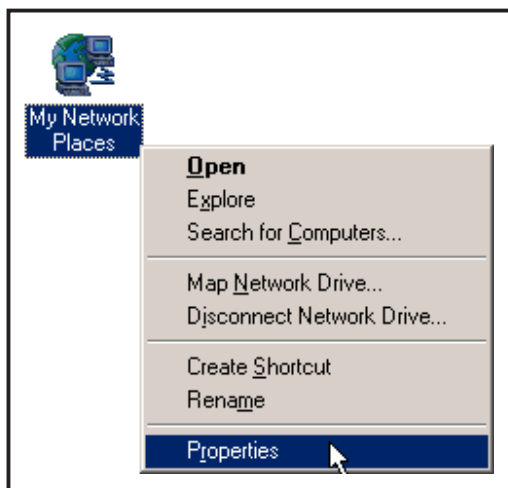 My Network
Places
Open
Explore
Search for Computers...
Map Network Drive...
Disconnect Network Drive...
Create Shortcut
Rename
Properties